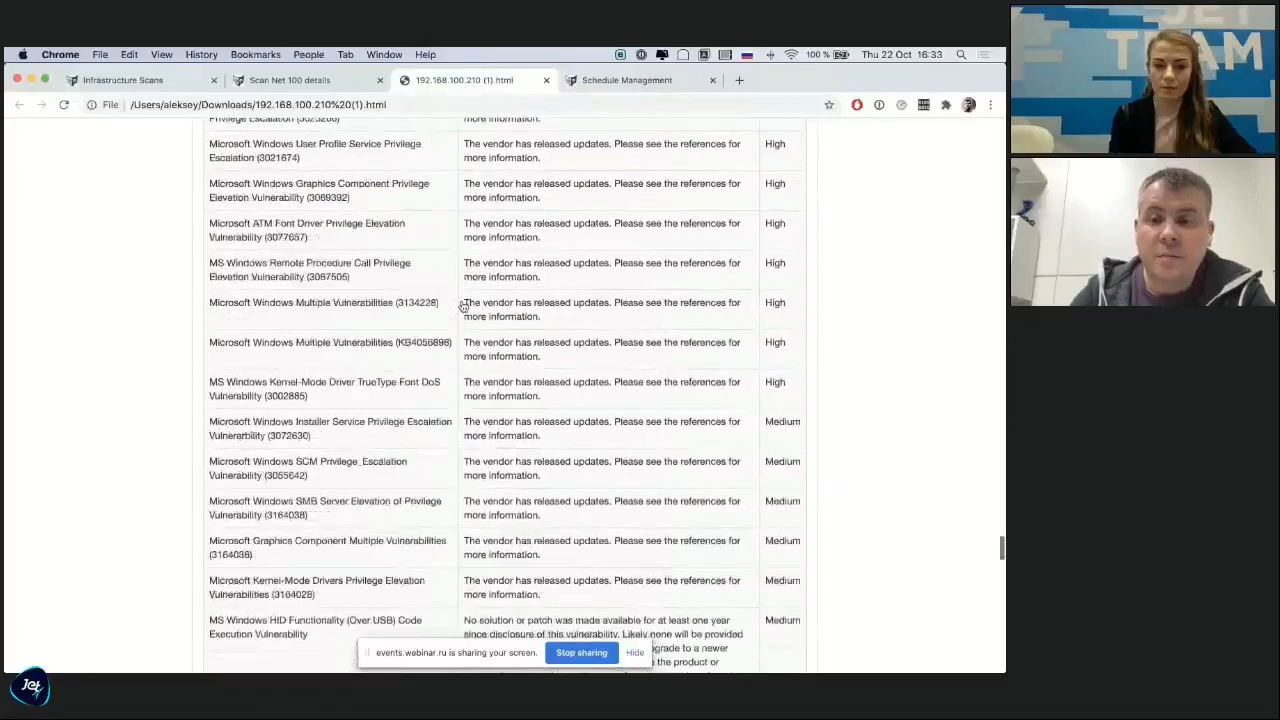 JET
TEAM
Chrome File Edit View History Bookmarks People Tab Window Help 100 % Thu 22 Oct 16:33
Infrastructure Scans
Scan Net 100 details
192.168.100.210 (1).html
Schedule Management
File /Users/aleksey/Downloads/192.168.100.210%20(1).html
Privilege Escalation
more information.
Microsoft Windows User Profile Service Privilege
Escalation (3021674)
The vendor has released updates. Please see the references for
more information.
High
Microsoft Windows Graphics Component Privilege
Elevation Vulnerability (3069392)
The vendor has released updates. Please see the references for
more information.
High
Microsoft ATM Font Driver Privilege Elevation
Vulnerability (3077657)
The vendor has released updates. Please see the references for
more information.
High
MS Windows Remote Procedure Call Privilege
Elevation Vulnerability (3067505)
The vendor has released updates. Please see the references for
more information.
High
Microsoft Windows Multiple Vulnerabilities (3134228)
The vendor has released updates. Please see the references for
more information.
High
Microsoft Windows Multiple Vulnerabilities (KB4056898)
The vendor has released updates. Please see the references for
more information.
High
MS Windows Kernel-Mode Driver TrueType Font DoS
Vulnerability (3002885)
The vendor has released updates. Please see the references for
more information.
High
Microsoft Windows Installer Service Privilege Escalation
Vulnerarbility (3072630)
The vendor has released updates. Please see the references for
more information.
Medium
Microsoft Windows SCM Privilege_Escalation
Vulnerability (3055642)
The vendor has released updates. Please see the references for
more information.
Medium
Microsoft Windows SMB Server Elevation of Privilege
Vulnerability (3164038)
The vendor has released updates. Please see the references for
more information.
Medium
Microsoft Graphics Component Multiple Vulnerabilities
(3164036)
The vendor has released updates. Please see the references for
more information.
Medium
Microsoft Kernel-Mode Drivers Privilege Elevation
Vulnerabilities (3164028)
The vendor has released updates. Please see the references for
more information.
Medium
MS Windows HID Functionality (Over USB) Code
Execution Vulnerability
No solution or patch was made available for at least one year
since disclosure of this vulnerability. Likely none will be provided
to a newer
the product or
Medium
events.webinar.ru is sharing your screen. Stop sharing Hide
Jet